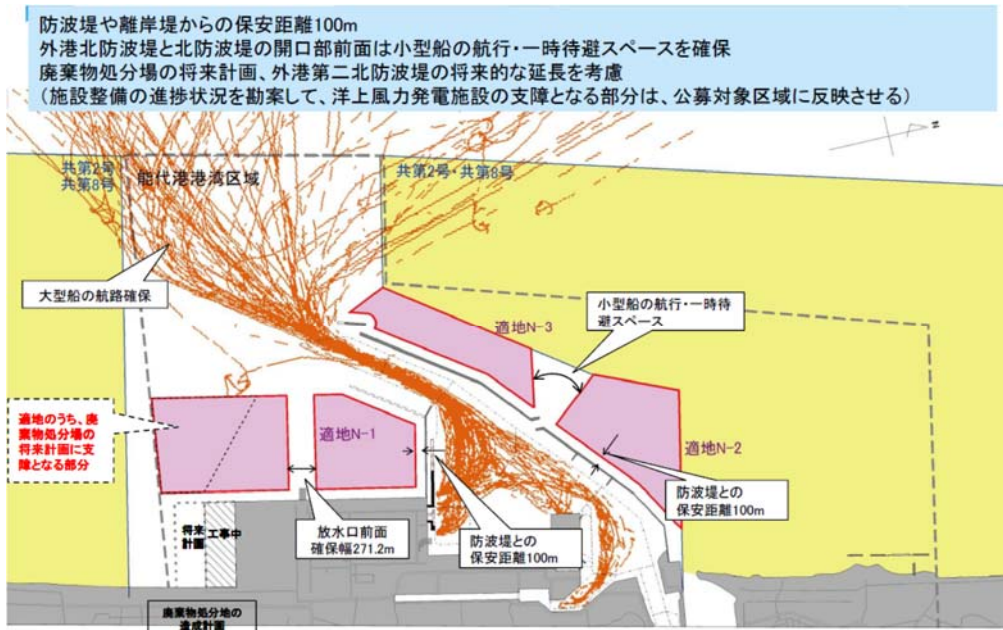 防波堤や離岸堤からの保安距離100m
外港北防波堤と北防波堤の開口部前面は小型船の航行・一時待避スペースを確保
廃棄物処分場の将来計画、外港第二北防波堤の将来的な延長を考慮
（施設整備の進捗状況を勘案して、洋上風力発電施設の支障となる部分は、公募対象区域に反映させる）
N
共第2号
共第8号
能代港港湾区域
共第2号・共第8号
大型船の航路確保
小型船の航行・一時待
避スペース
適地N-3
適地のうち、廃
棄物処分場の
将来計画に支
障となる部分
適地N-1
適地N-2
防波堤との
保安距離100m
放水口前面
確保幅271.2m
防波堤との
保安距離100m
将来
計画
工事中
廃棄物処分地の
造成計画